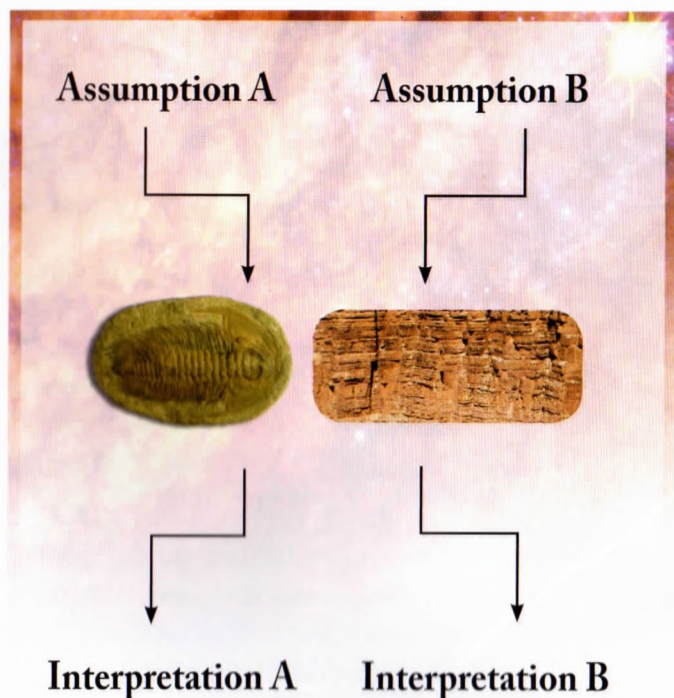 Assumption A
Assumption B
Interpretation A
Interpretation B